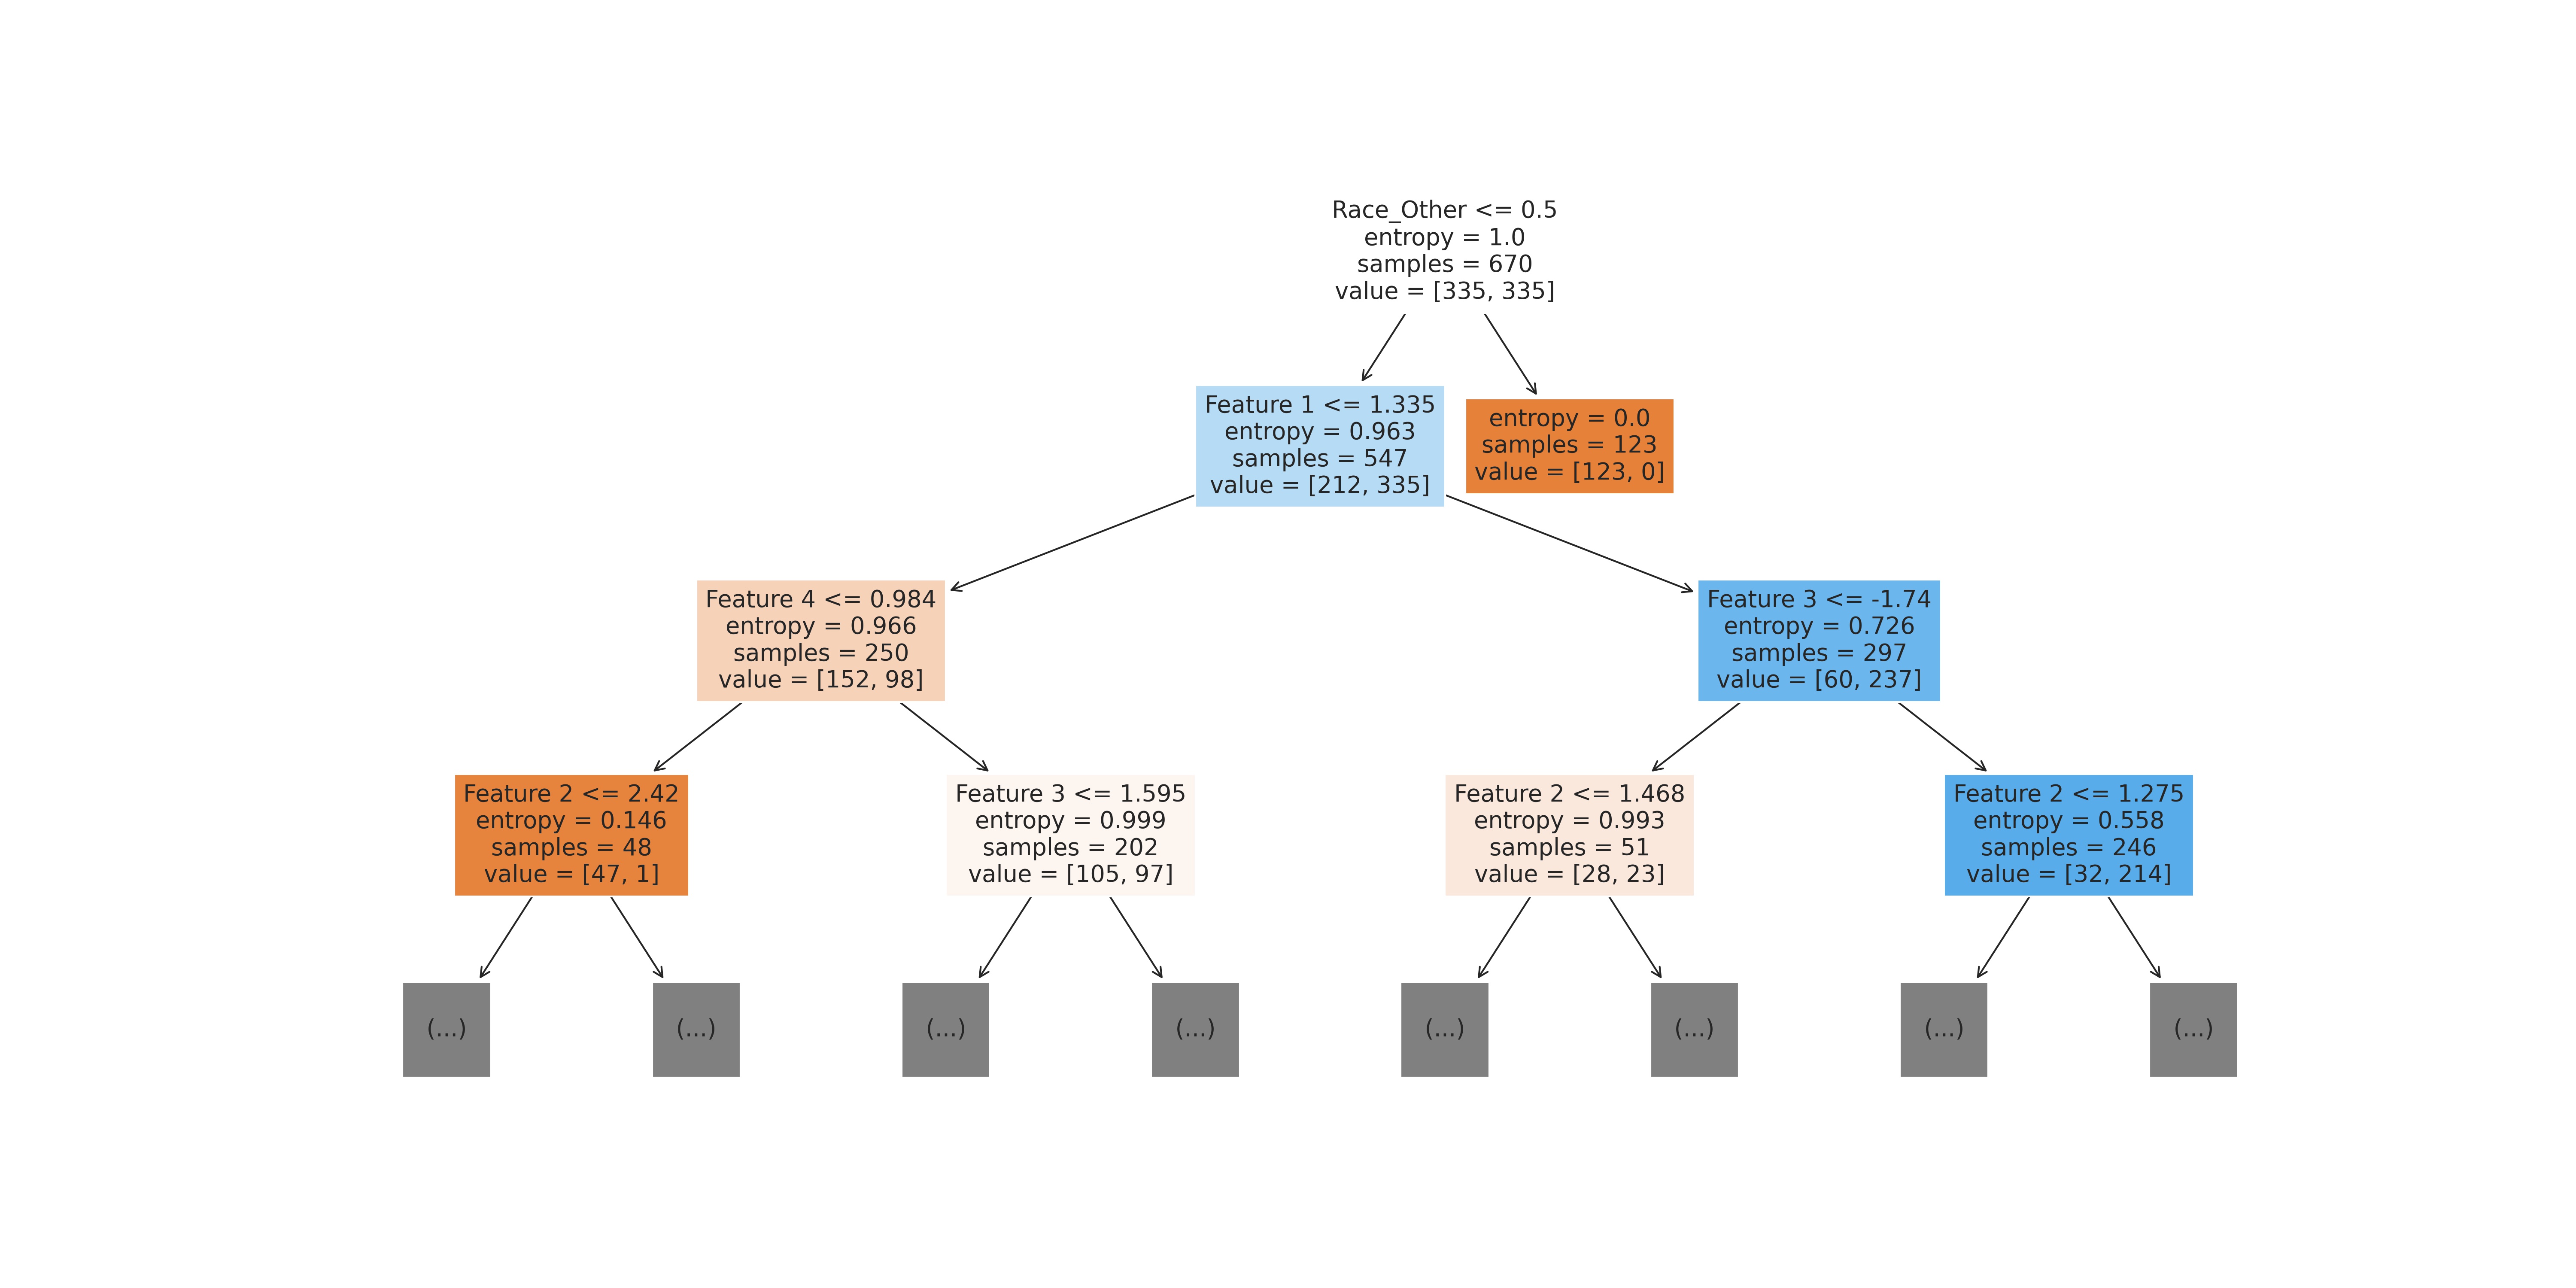 Race_Other <= 0.5
entropy = 1.0
samples = 670
value = [335, 335]
Feature 1 <= 1.335
entropy = 0.963
samples = 547
value = [212, 335]
entropy = 0.0
samples = 123
value = [123, 0]
Feature 4 <= 0.984
entropy = 0.966
samples = 250
value = [152, 98]
Feature 3 <= -1.74
entropy = 0.726
samples = 297
value = [60, 237]
Feature 2 <= 2.42
entropy = 0.146
samples = 48
value = [47, 1]
Feature 3 <= 1.595
entropy = 0.999
samples = 202
value = [105, 97]
Feature 2 <= 1.468
entropy = 0.993
samples = 51
value = [28, 23]
Feature 2 <= 1.275
entropy = 0.558
samples = 246
value = [32, 214]
(...)
(...)
(...)
(...)
(...)
(...)
(...)
(...)